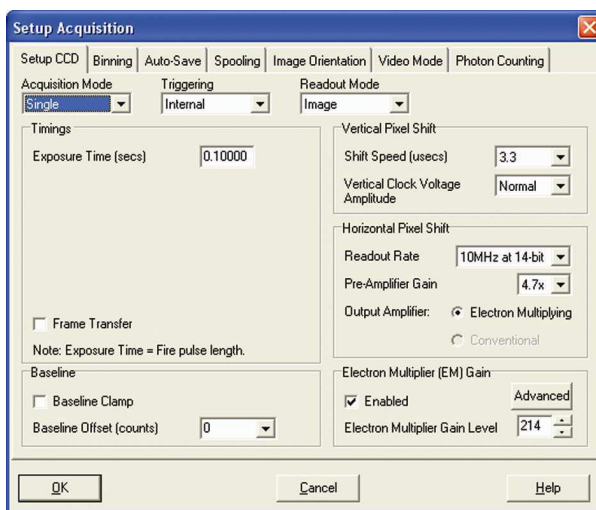 Setup Acquisition
Setup CCD Binning Auto-Save Spooling Image Orientation Video Mode Photon Counting
Acquisition Mode Triggering Readout Mode
Single Internal Image
Timings
Exposure Time (secs) 0.10000
Frame Transfer
Note: Exposure Time = Fire pulse length.
Baseline
Baseline Clamp
Baseline Offset (counts) 0
Vertical Pixel Shift
Shift Speed (usecs) 3.3
Vertical Clock Voltage
Amplitude
Normal
Horizontal Pixel Shift
Readout Rate 10MHz at 14-bit
Pre-Amplifier Gain 4.7x
Output Amplifier: Electron Multiplying
Conventional
Electron Multiplier (EM) Gain
Enabled Advanced
Electron Multiplier Gain Level 214
OK Cancel Help